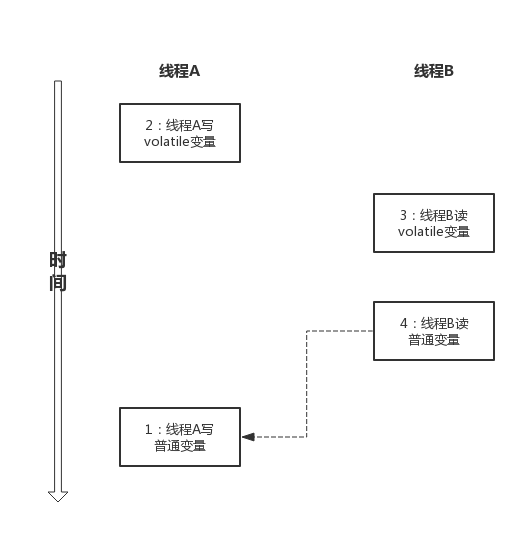 线程A
线程B
2：线程A写
volatile变量
3：线程B读
volatile变量
时
间
4：线程B读
普通变量
1：线程A写
普通变量